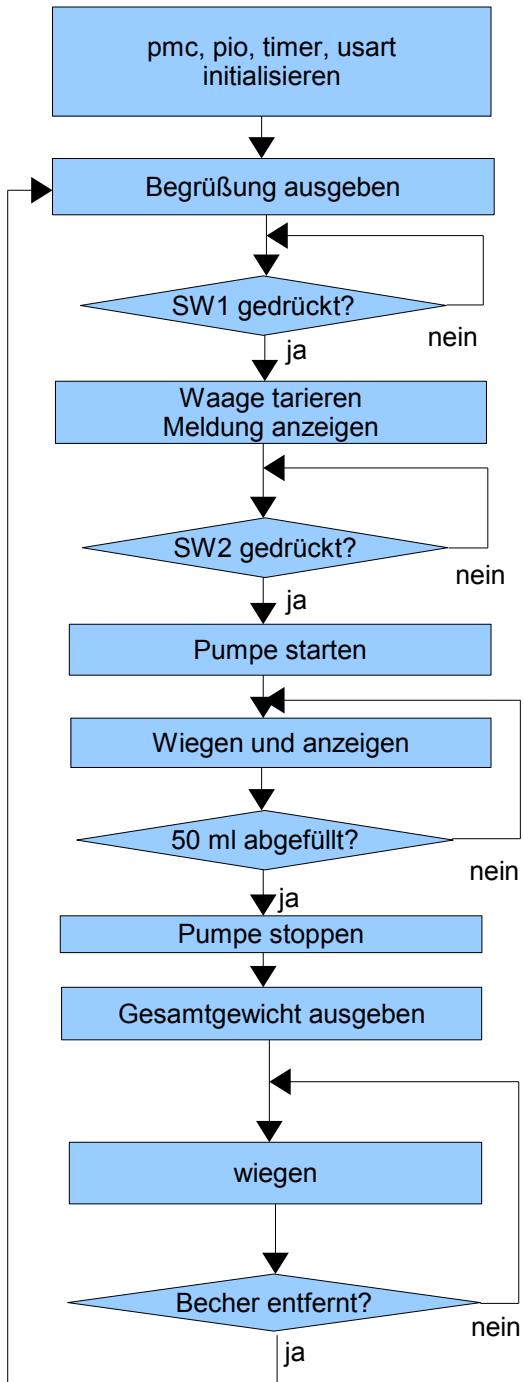 pmc, pio, timer, usart
initialisieren
Begrüßung ausgeben
SW1 gedrückt?
nein
ja
Waage tarieren
Meldung anzeigen
SW2 gedrückt?
nein
ja
Pumpe starten
Wiegen und anzeigen
50 ml abgefüllt?
nein
ja
Pumpe stoppen
Gesamtgewicht ausgeben
wiegen
Becher entfernt?
nein
ja